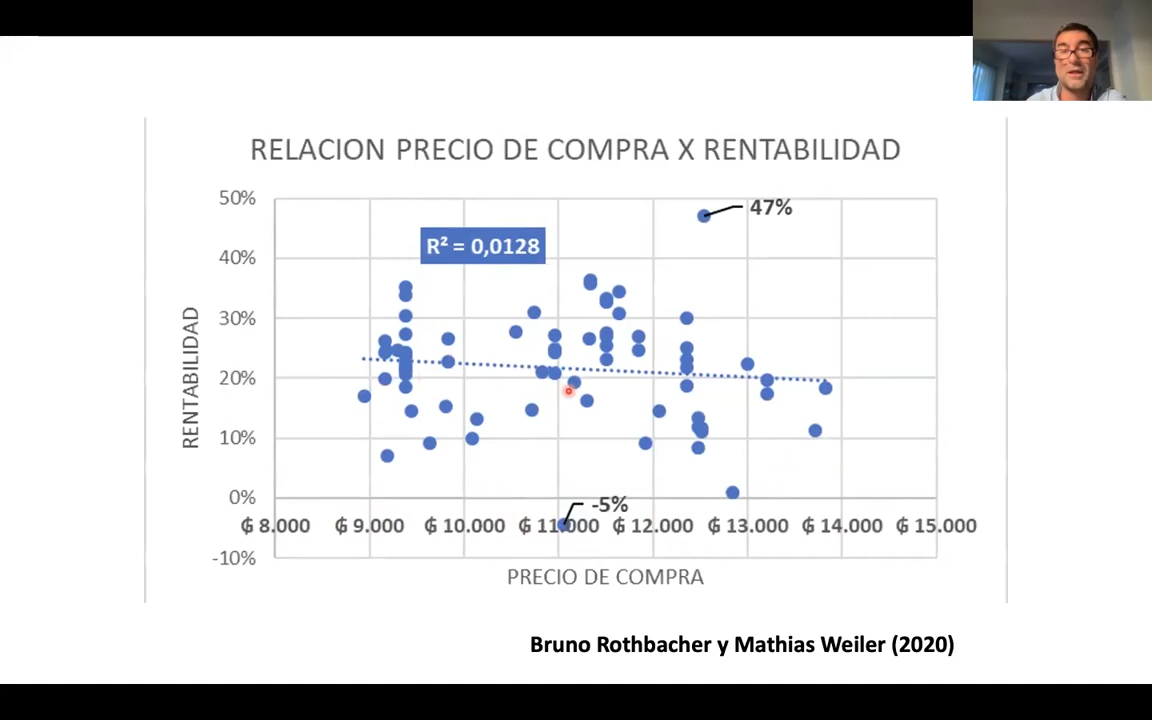 RELACION PRECIO DE COMPRA X RENTABILIDAD
50%
47%
R² = 0,0128
40%
30%
RENTABILIDAD
20%
10%
0%
-5%
₲ 8.000 ₲ 9.000 ₲ 10.000 ₲ 11.000 ₲ 12.000 ₲ 13.000 ₲ 14.000 ₲ 15.000
-10%
PRECIO DE COMPRA
Bruno Rothbacher y Mathias Weiler (2020)